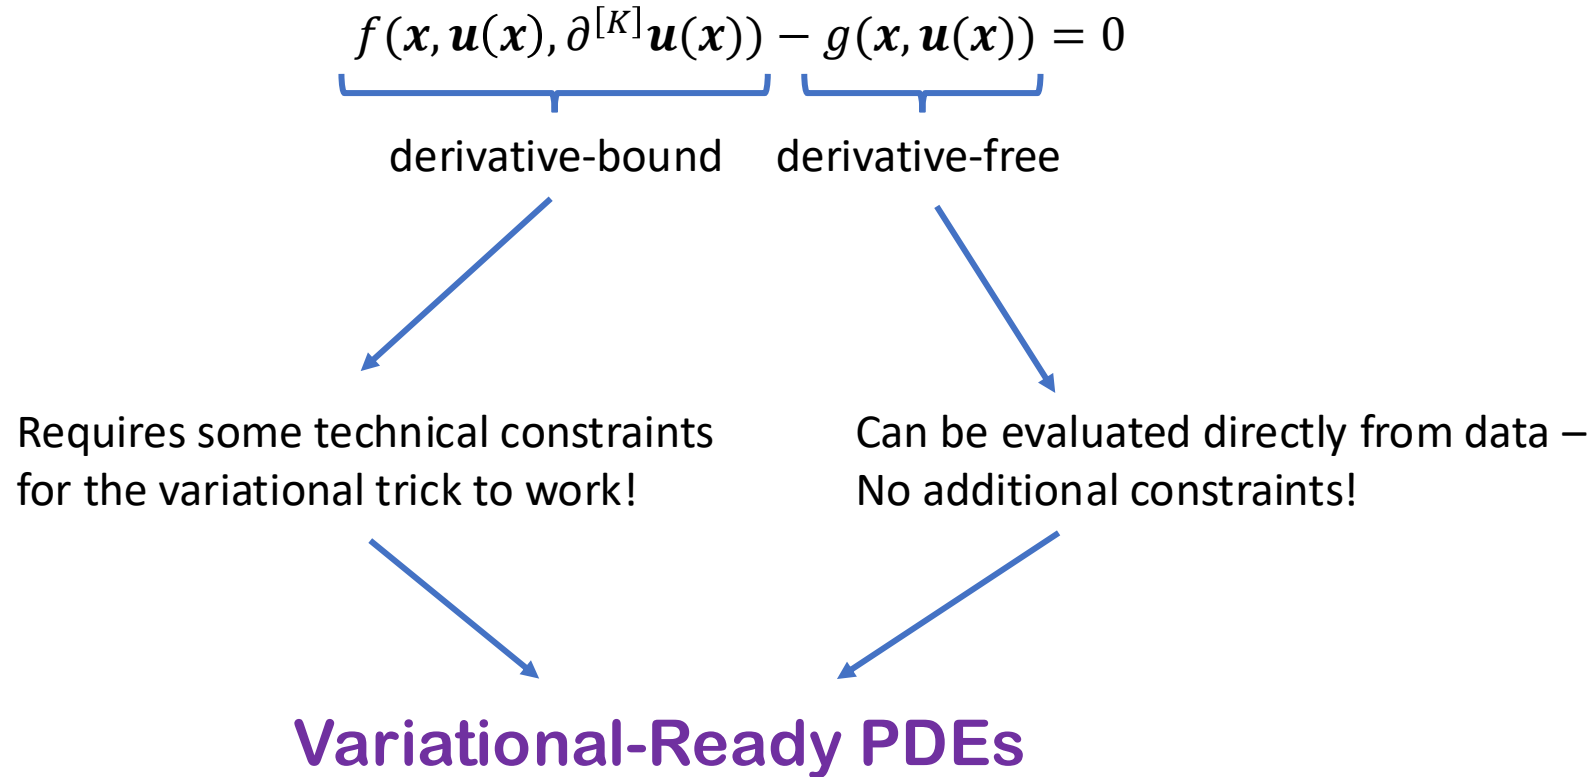 f(x, u(x), ∂^[K] u(x)) − g(x, u(x)) = 0
derivative-bound derivative-free
Requires some technical constraints
for the variational trick to work!
Can be evaluated directly from data –
No additional constraints!
Variational-Ready PDEs